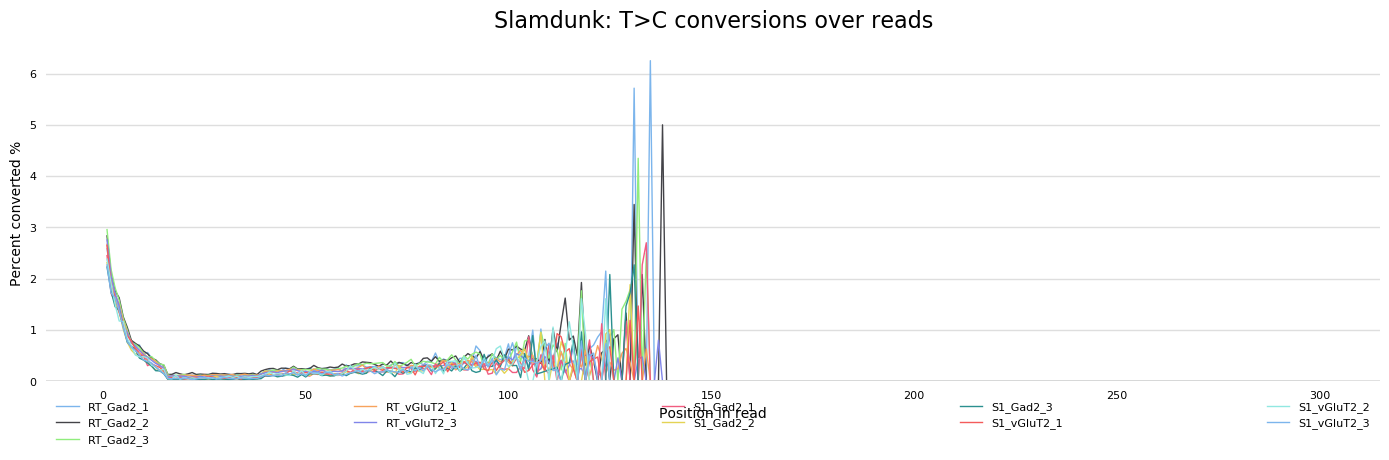 Slamdunk: T>C conversions over reads
Percent converted %
6
5
4
3
2
1
0
0 50 100 150 200 250 300
Position in read
RT_Gad2_1 RT_vGluT2_1 S1_Gad2_1 S1_Gad2_3 S1_vGluT2_2
RT_Gad2_2 RT_vGluT2_3 S1_Gad2_2 S1_vGluT2_1 S1_vGluT2_3
RT_Gad2_3